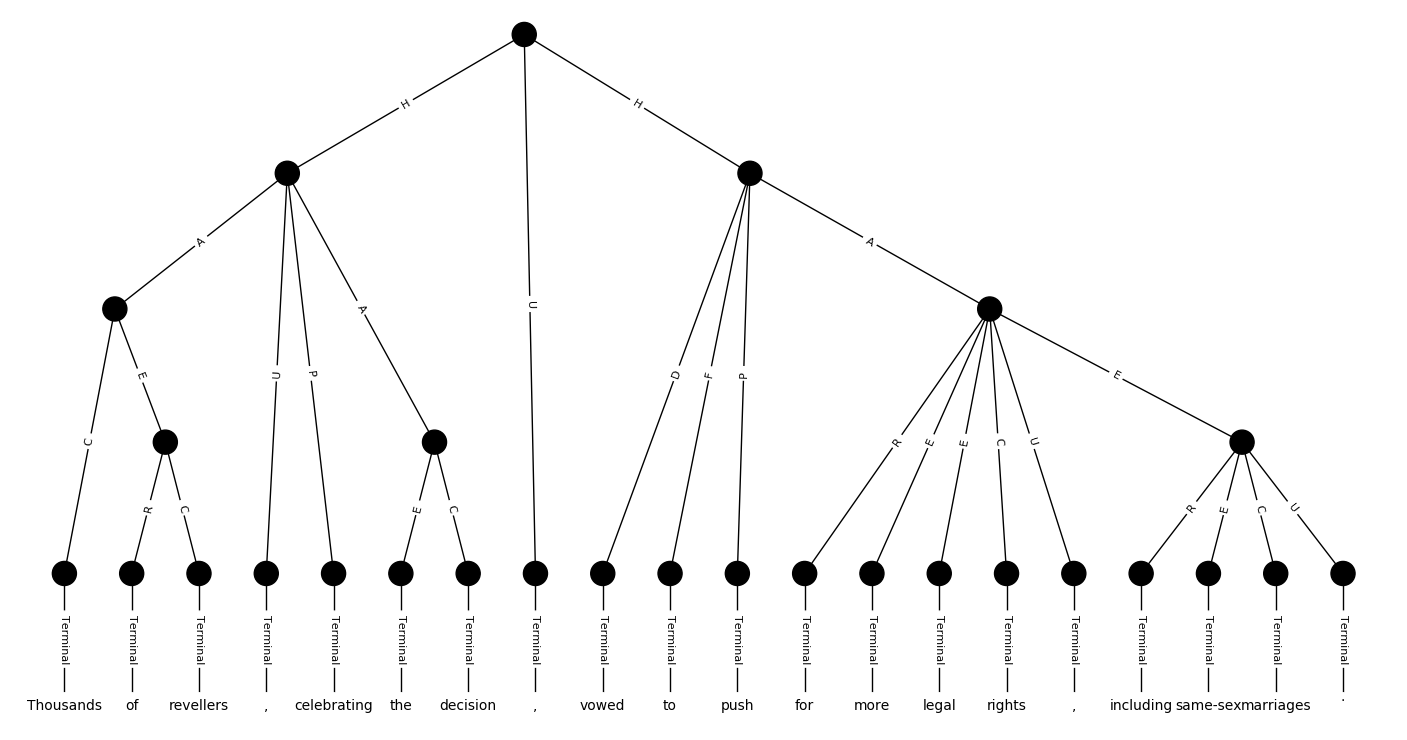 H H
A U P A U D F P A
C E E C R E E C U E
R C R E C U
Terminal Terminal Terminal Terminal Terminal Terminal Terminal Terminal Terminal Terminal Terminal Terminal Terminal Terminal Terminal Terminal Terminal Terminal Terminal Terminal
Thousands of revellers , celebrating the decision , vowed to push for more legal rights , including same-sex marriages .